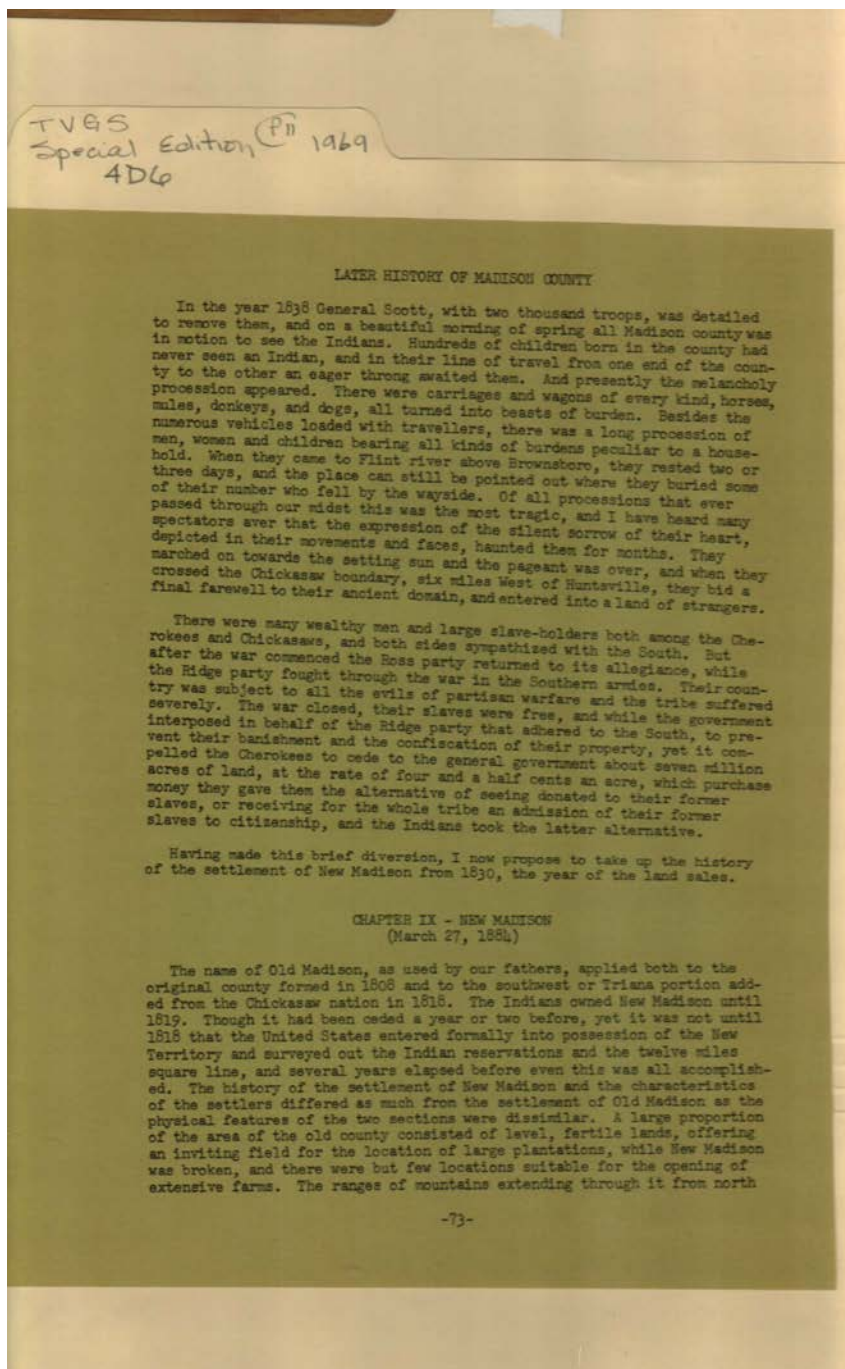 TVGS
Special Edition P11 1969
4D6
LATER HISTORY OF MADISON COUNTY
In the year 1838 General Scott, with two thousand troops, was detailed
to remove them, and on a beautiful morning of spring all Madison county was
in motion to see the Indians. Hundreds of children born in the county had
never seen an Indian, and in their line of travel from one end of the coun-
ty to the other an eager throng awaited them. And presently the melancholy
procession appeared. There were carriages and wagons of every kind, horses,
mules, donkeys, and dogs, all turned into beasts of burden. Besides the
numerous vehicles loaded with travellers, there was a long procession of
men, women and children bearing all kinds of burdens peculiar to a house-
hold. When they came to Flint river above Brownsboro, they rested two or
three days, and the place can still be pointed out where they buried some
of their number who fell by the wayside. Of all processions that ever
passed through our midst this was the most tragic, and I have heard many
spectators aver that the expression of the silent sorrow of their heart,
depicted in their movements and faces, haunted them for months. They
marched on towards the setting sun and the pageant was over, and when they
crossed the Chickasaw boundary, six miles West of Huntsville, they bid a
final farewell to their ancient domain, and entered into a land of strangers.
There were many wealthy men and large slave-holders both among the Che-
rokees and Chickasaws, and both sides sympathized with the South. But
after the war commenced the Ross party returned to its allegiance, while
the Ridge party fought through the war in the Southern armies. Their coun-
try was subject to all the evils of partisan warfare and the tribe suffered
severely. The war closed, their slaves were free, and while the government
interposed in behalf of the Ridge party that adhered to the South, to pre-
vent their banishment and the confiscation of their property, yet it com-
pelled the Cherokees to cede to the general government about seven million
acres of land, at the rate of four and a half cents an acre, which purchase
money they gave them the alternative of seeing donated to their former
slaves, or receiving for the whole tribe an admission of their former
slaves to citizenship, and the Indians took the latter alternative.
Having made this brief diversion, I now propose to take up the history
of the settlement of New Madison from 1830, the year of the land sales.
CHAPTER IX - NEW MADISON
(March 27, 1884)
The name of Old Madison, as used by our fathers, applied both to the
original county formed in 1808 and to the southwest or Triana portion add-
ed from the Chickasaw nation in 1818. The Indians owned New Madison until
1819. Though it had been ceded a year or two before, yet it was not until
1818 that the United States entered formally into possession of the New
Territory and surveyed out the Indian reservations and the twelve miles
square line, and several years elapsed before even this was all accomplish-
ed. The history of the settlement of New Madison and the characteristics
of the settlers differed as much from the settlement of Old Madison as the
physical features of the two sections were dissimilar. A large proportion
of the area of the old county consisted of level, fertile lands, offering
an inviting field for the location of large plantations, while New Madison
was broken, and there were but few locations suitable for the opening of
extensive farms. The ranges of mountains extending through it from north
-73-